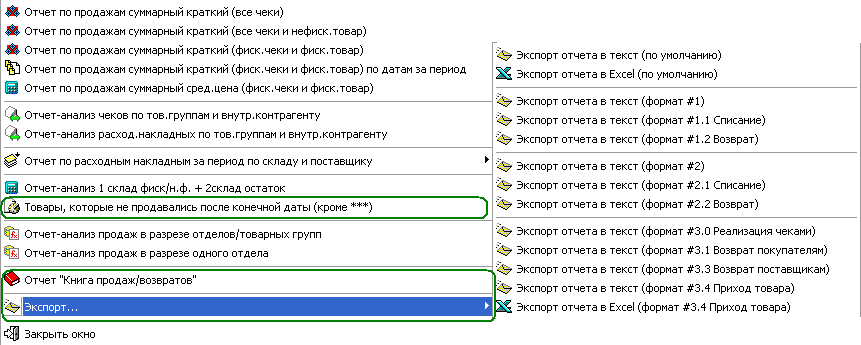 Отчет по продажам суммарный краткий (все чеки)
Отчет по продажам суммарный краткий (все чеки и нефиск.товар)
Отчет по продажам суммарный краткий (фиск.чеки и фиск.товар)
Отчет по продажам суммарный краткий (фиск.чеки и фиск.товар) по датам за период
Отчет по продажам суммарный сред.цена (фиск.чеки и фиск.товар)
Отчет-анализ чеков по тов.группам и внутр.контрагенту
Отчет-анализ расход.накладных по тов.группам и внутр.контрагенту
Отчет по расходным накладным за период по складу и поставщику
Отчет-анализ 1 склад фиск/н.ф. + 2склад остаток
Товары, которые не продавались после конечной даты (кроме ***)
Отчет-анализ продаж в разрезе отделов/товарных групп
Отчет-анализ продаж в разрезе одного отдела
Отчет "Книга продаж/возвратов"
Экспорт...
Закрыть окно
Экспорт отчета в текст (по умолчанию)
Экспорт отчета в Excel (по умолчанию)
Экспорт отчета в текст (формат #1)
Экспорт отчета в текст (формат #1.1 Списание)
Экспорт отчета в текст (формат #1.2 Возврат)
Экспорт отчета в текст (формат #2)
Экспорт отчета в текст (формат #2.1 Списание)
Экспорт отчета в текст (формат #2.2 Возврат)
Экспорт отчета в текст (формат #3.0 Реализация чеками)
Экспорт отчета в текст (формат #3.1 Возврат покупателям)
Экспорт отчета в текст (формат #3.3 Возврат поставщикам)
Экспорт отчета в текст (формат #3.4 Приход товара)
Экспорт отчета в Excel (формат #3.4 Приход товара)